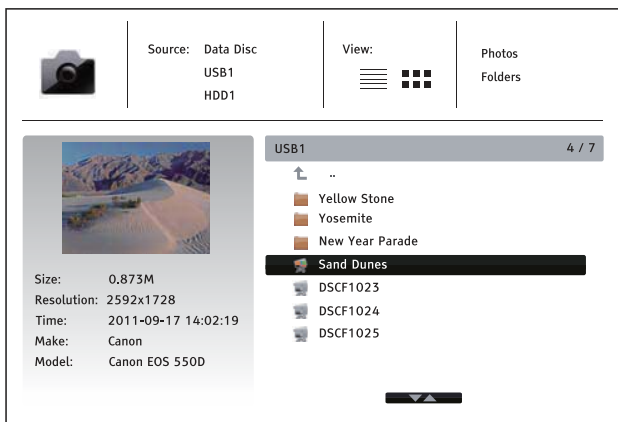 Source: Data Disc
USB1
HDD1
View:
Photos
Folders
USB1 4 / 7
..
Yellow Stone
Yosemite
New Year Parade
Sand Dunes
DSCF1023
DSCF1024
DSCF1025
Size: 0.873M
Resolution: 2592x1728
Time: 2011-09-17 14:02:19
Make: Canon
Model: Canon EOS 550D